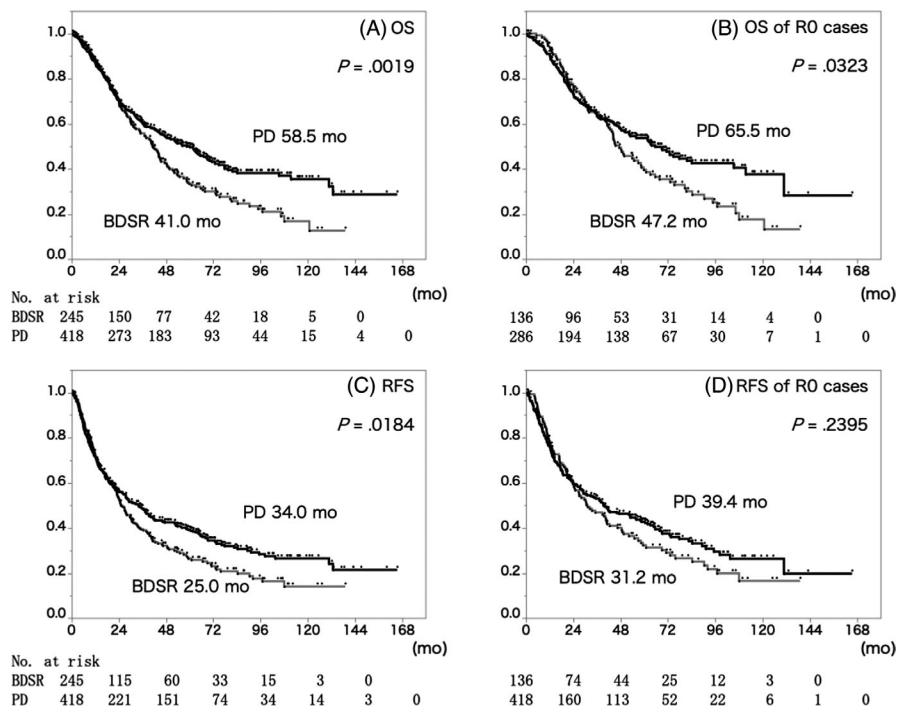 (A) OS
P = .0019
1.0
0.8
0.6
0.4
0.2
0.0
PD 58.5 mo
BDSR 41.0 mo
0 24 48 72 96 120 144 168
(mo)
No. at risk
BDSR 245 150 77 42 18 5 0
PD 418 273 183 93 44 15 4 0
(B) OS of R0 cases
P = .0323
1.0
0.8
0.6
0.4
0.2
0.0
PD 65.5 mo
BDSR 47.2 mo
0 24 48 72 96 120 144 168
(mo)
136 96 53 31 14 4 0
286 194 138 67 30 7 1 0
(C) RFS
P = .0184
1.0
0.8
0.6
0.4
0.2
0.0
PD 34.0 mo
BDSR 25.0 mo
0 24 48 72 96 120 144 168
(mo)
No. at risk
BDSR 245 115 60 33 15 3 0
PD 418 221 151 74 34 14 3 0
(D) RFS of R0 cases
P = .2395
1.0
0.8
0.6
0.4
0.2
0.0
PD 39.4 mo
BDSR 31.2 mo
0 24 48 72 96 120 144 168
(mo)
136 74 44 25 12 3 0
418 160 113 52 22 6 1 0